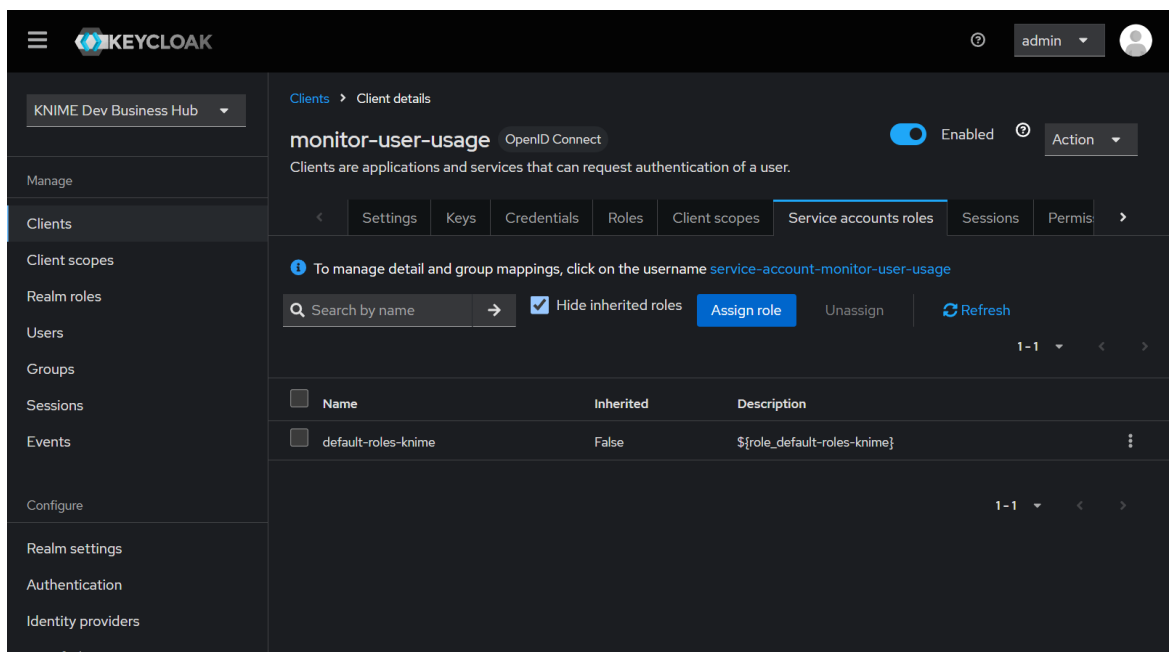 KEYCLOAK
admin
KNIME Dev Business Hub
Manage
Clients
Client scopes
Realm roles
Users
Groups
Sessions
Events
Configure
Realm settings
Authentication
Identity providers
Clients > Client details
monitor-user-usage OpenID Connect
Enabled
Action
Clients are applications and services that can request authentication of a user.
Settings Keys Credentials Roles Client scopes Service accounts roles Sessions Permis
To manage detail and group mappings, click on the username service-account-monitor-user-usage
Search by name Hide inherited roles Assign role Unassign Refresh
1-1
Name Inherited Description
default-roles-knime False ${role_default-roles-knime}
1-1